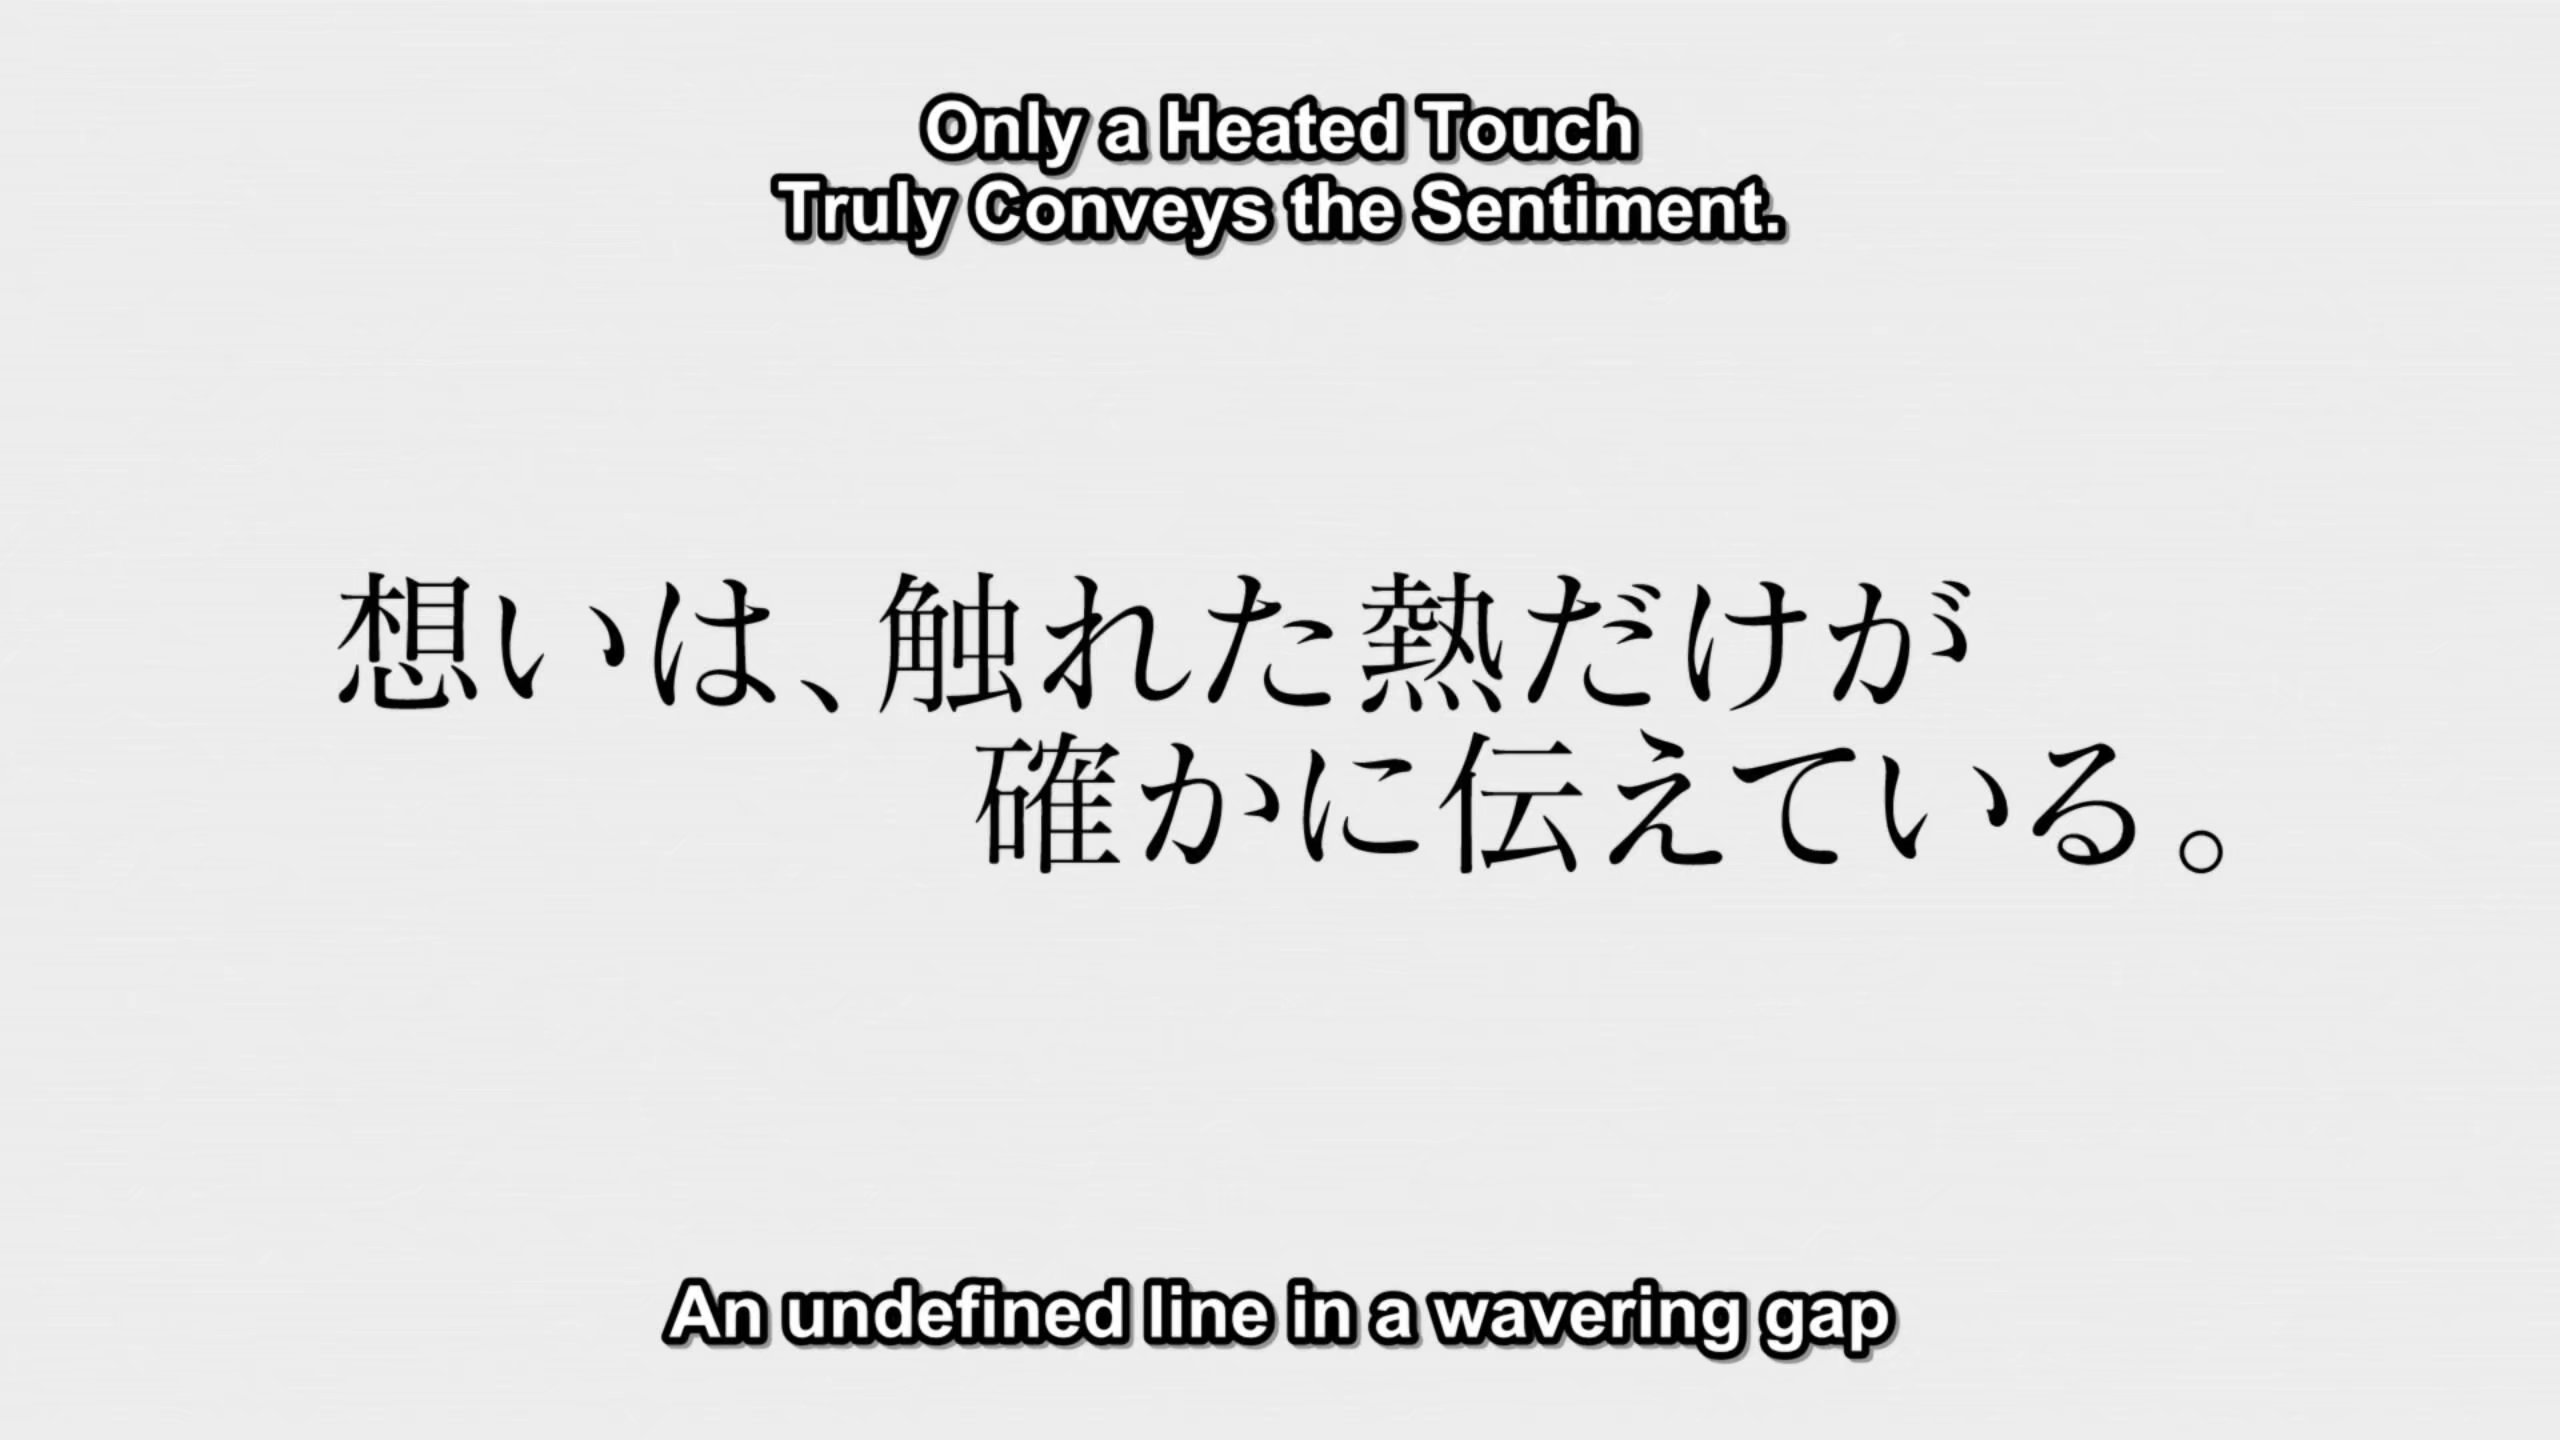 Only a Heated Touch
Truly Conveys the Sentiment.
想いは、触れた熱だけが
確かに伝えている。
An undefined line in a wavering gap